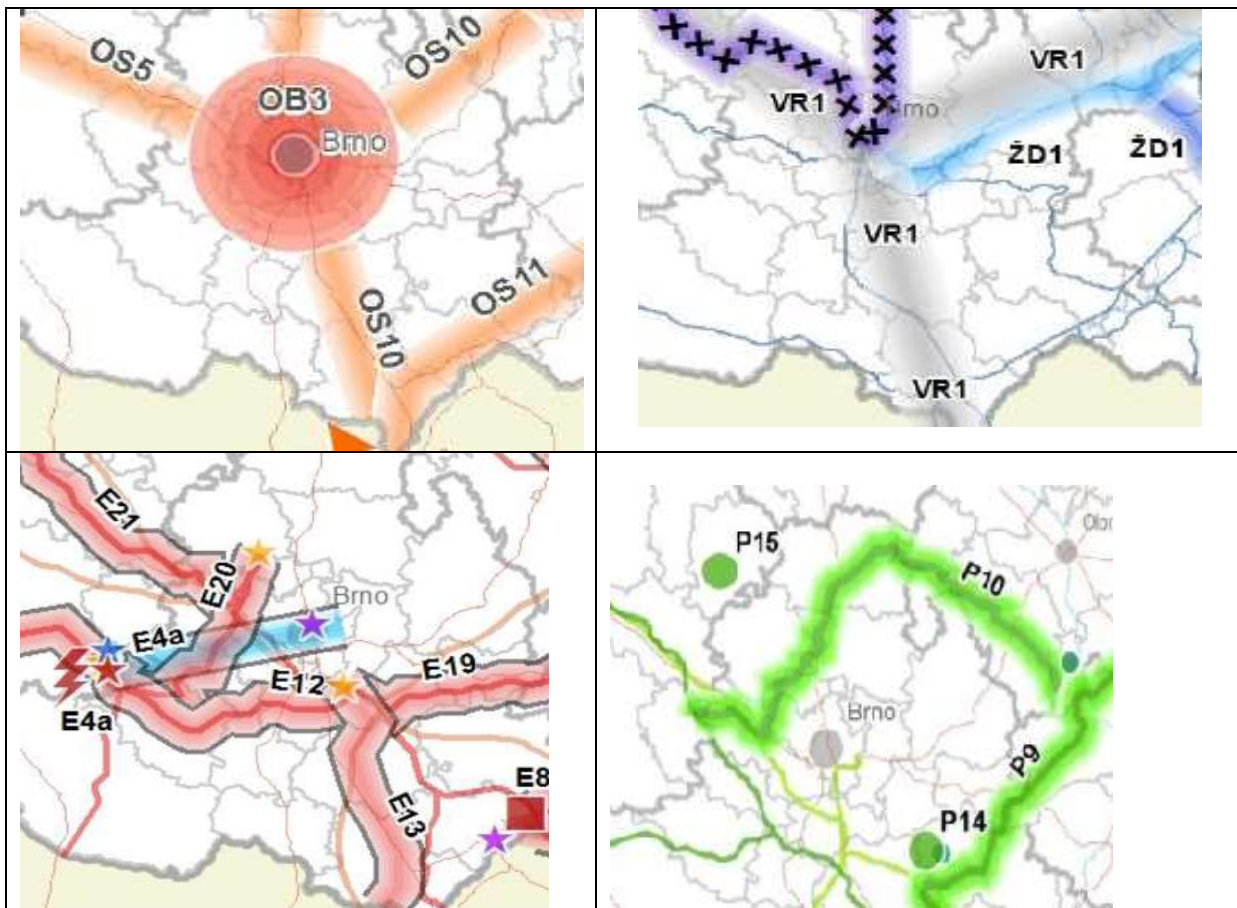 OS5
OS10
OB3
Brno
OS10
OS11
VR1
VR1
ŽD1
ŽD1
VR1
VR1
E21
E20
Brno
E4a
E19
E12
E4a
E8
E13
P15
P10
Brno
P9
P14